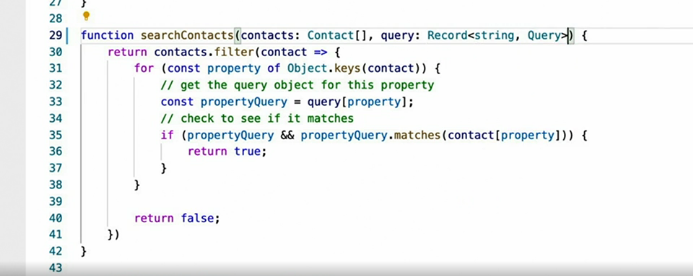 27 }
28
29 function searchContacts(contacts: Contact[], query: Record<string, Query>) {
30     return contacts.filter(contact => {
31         for (const property of Object.keys(contact)) {
32             // get the query object for this property
33             const propertyQuery = query[property];
34             // check to see if it matches
35             if (propertyQuery && propertyQuery.matches(contact[property])) {
36                 return true;
37             }
38         }
39
40         return false;
41     })
42 }
43